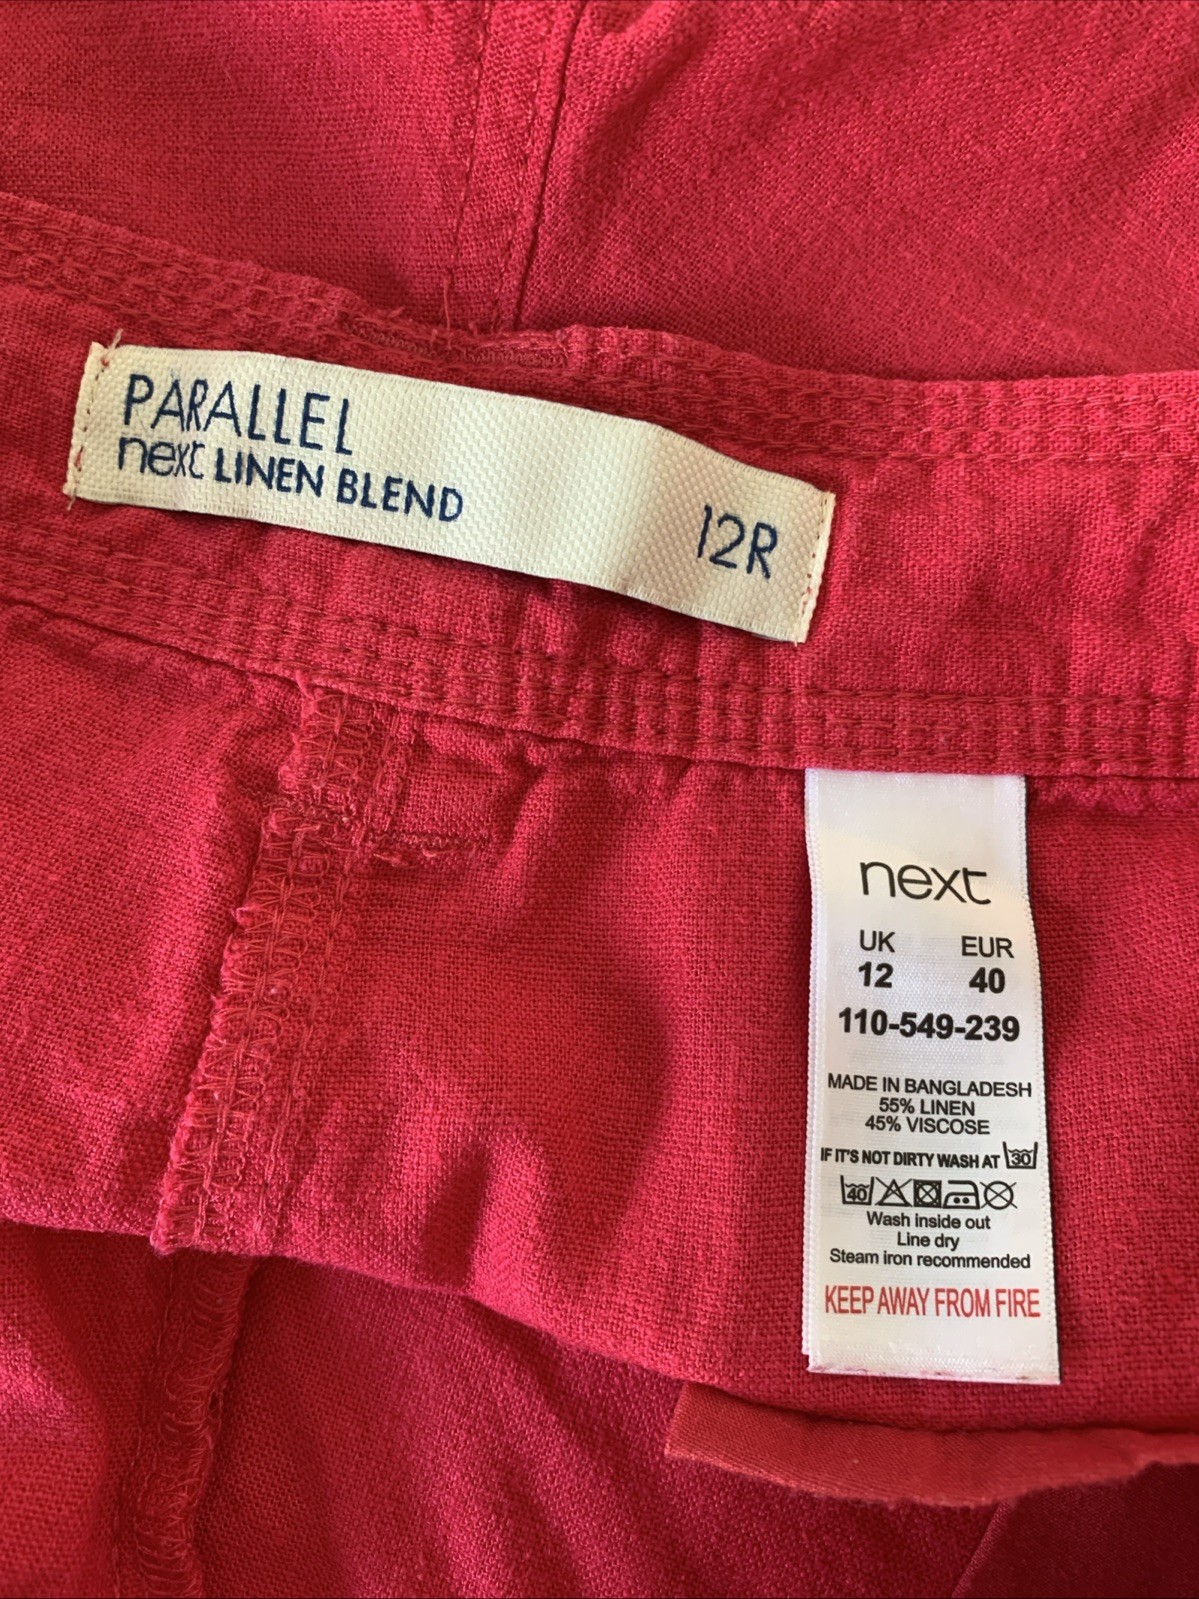 PARALLEL
next LINEN BLEND
12R
next
UK EUR
12 40
110-549-239
MADE IN BANGLADESH
55% LINEN
45% VISCOSE
IF IT'S NOT DIRTY WASH AT 30
40
Wash inside out
Line dry
Steam iron recommended
KEEP AWAY FROM FIRE